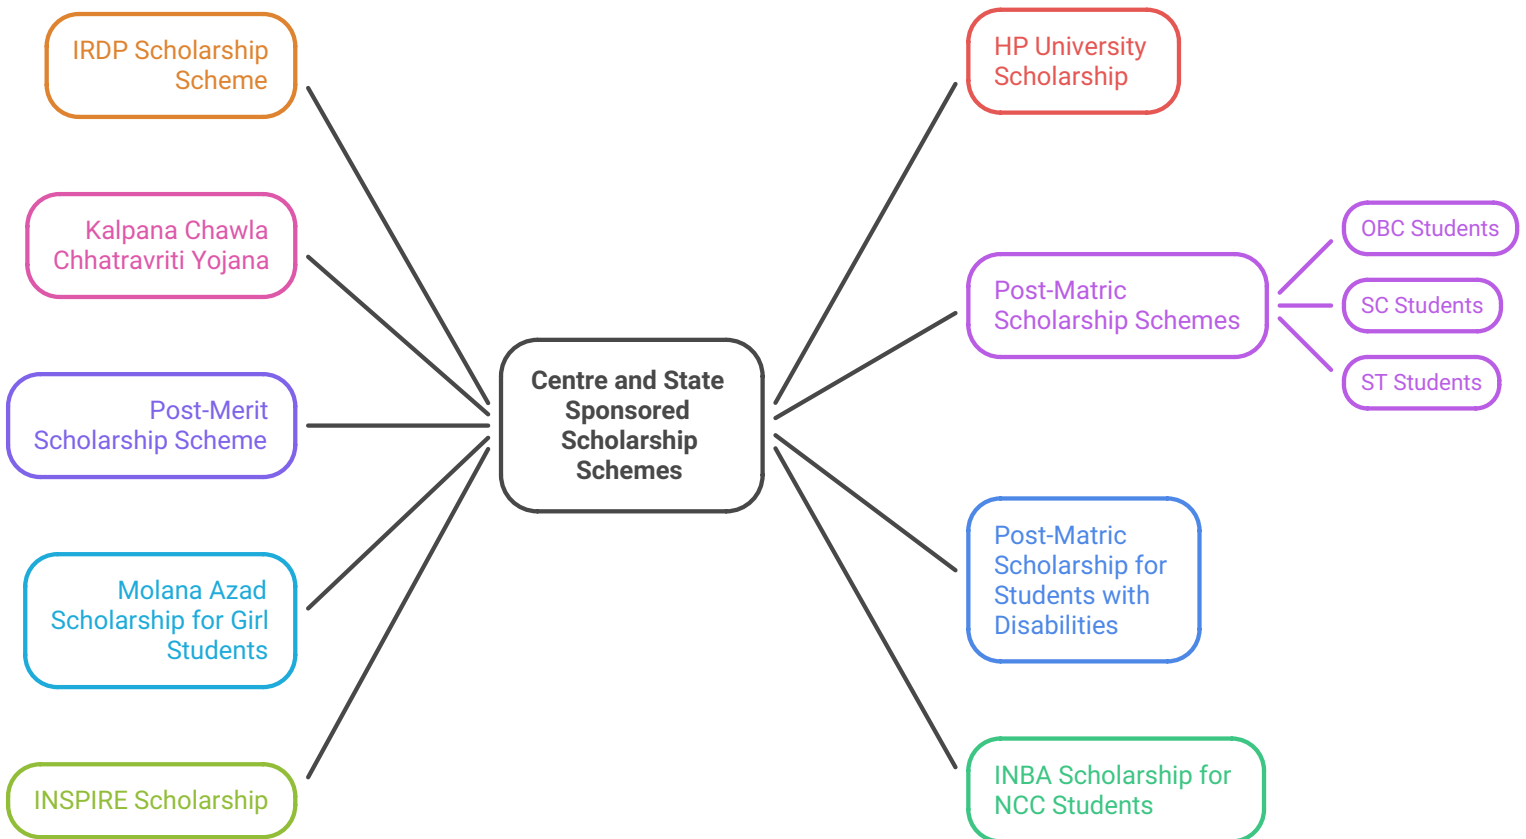 IRDP Scholarship
Scheme
Kalpana Chawla
Chhatravriti Yojana
Post-Merit
Scholarship Scheme
Molana Azad
Scholarship for Girl
Students
INSPIRE Scholarship
Centre and State
Sponsored
Scholarship
Schemes
HP University
Scholarship
Post-Matric
Scholarship Schemes
OBC Students
SC Students
ST Students
Post-Matric
Scholarship for
Students with
Disabilities
INBA Scholarship for
NCC Students